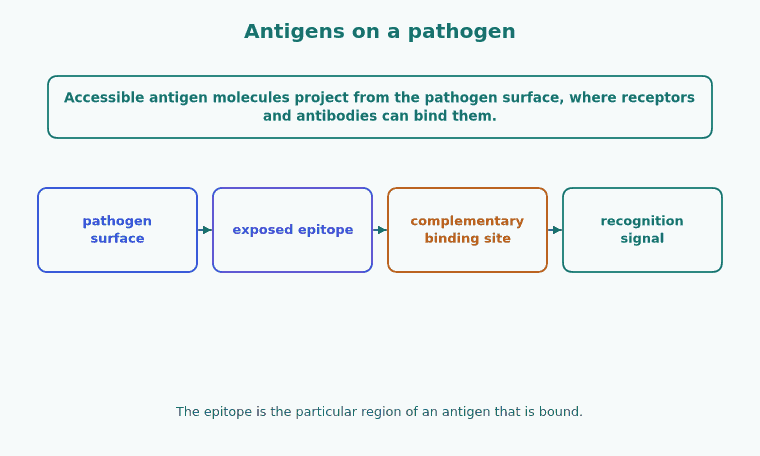 Antigens on a pathogen
Accessible antigen molecules project from the pathogen surface, where receptors
and antibodies can bind them.
pathogen
surface
exposed epitope
complementary
binding site
recognition
signal
The epitope is the particular region of an antigen that is bound.